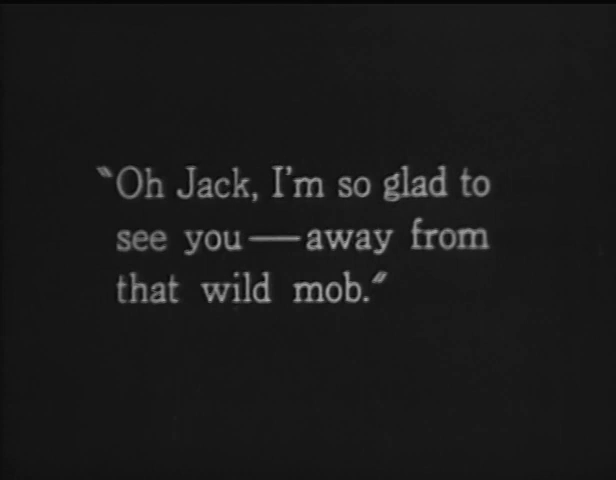 "Oh Jack, I'm so glad to
see you—away from
that wild mob."